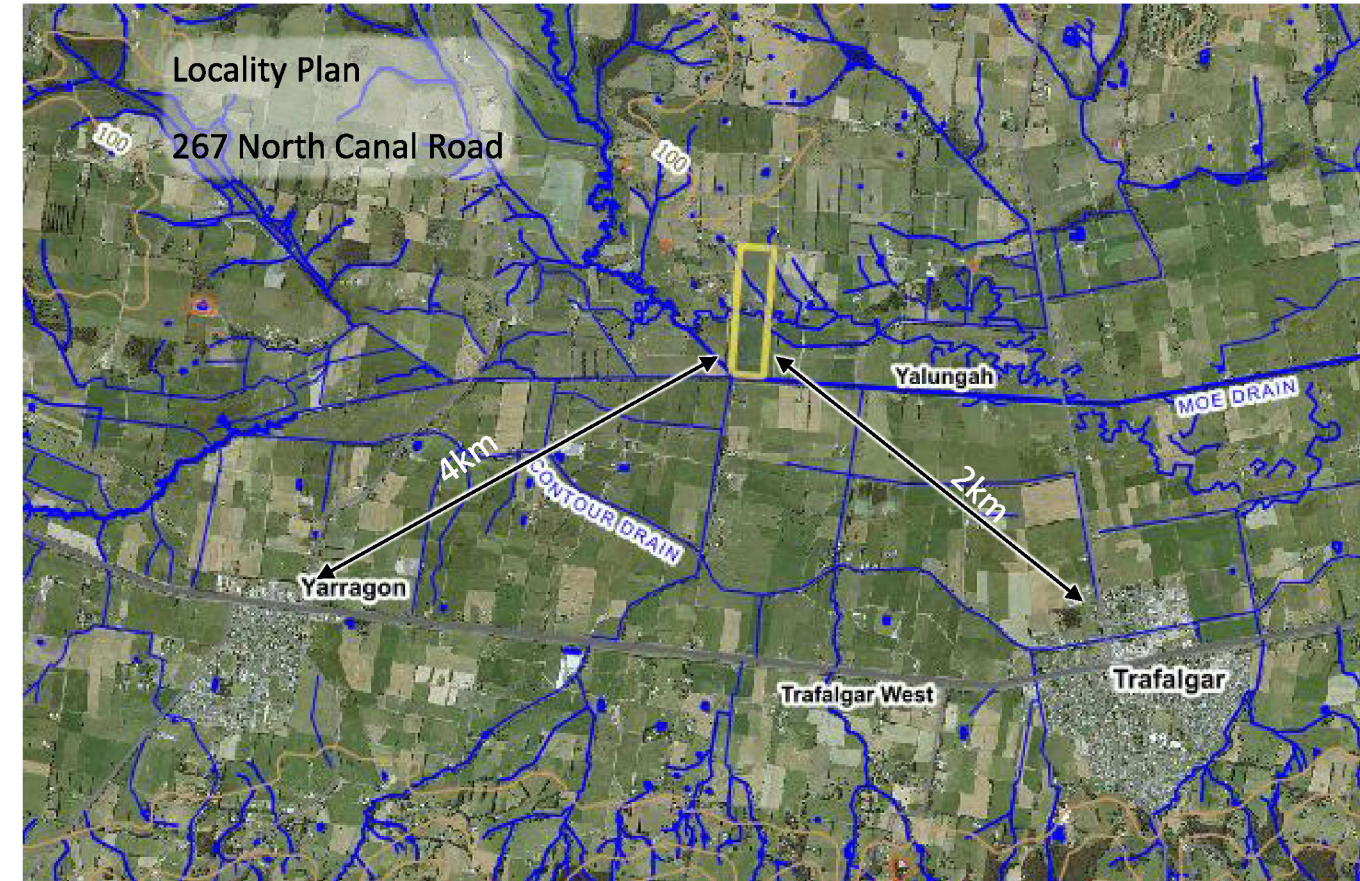 Locality Plan
267 North Canal Road
100
100
Yalungah
MOE DRAIN
4km
2km
CONTOUR DRAIN
Yarragon
Trafalgar West
Trafalgar